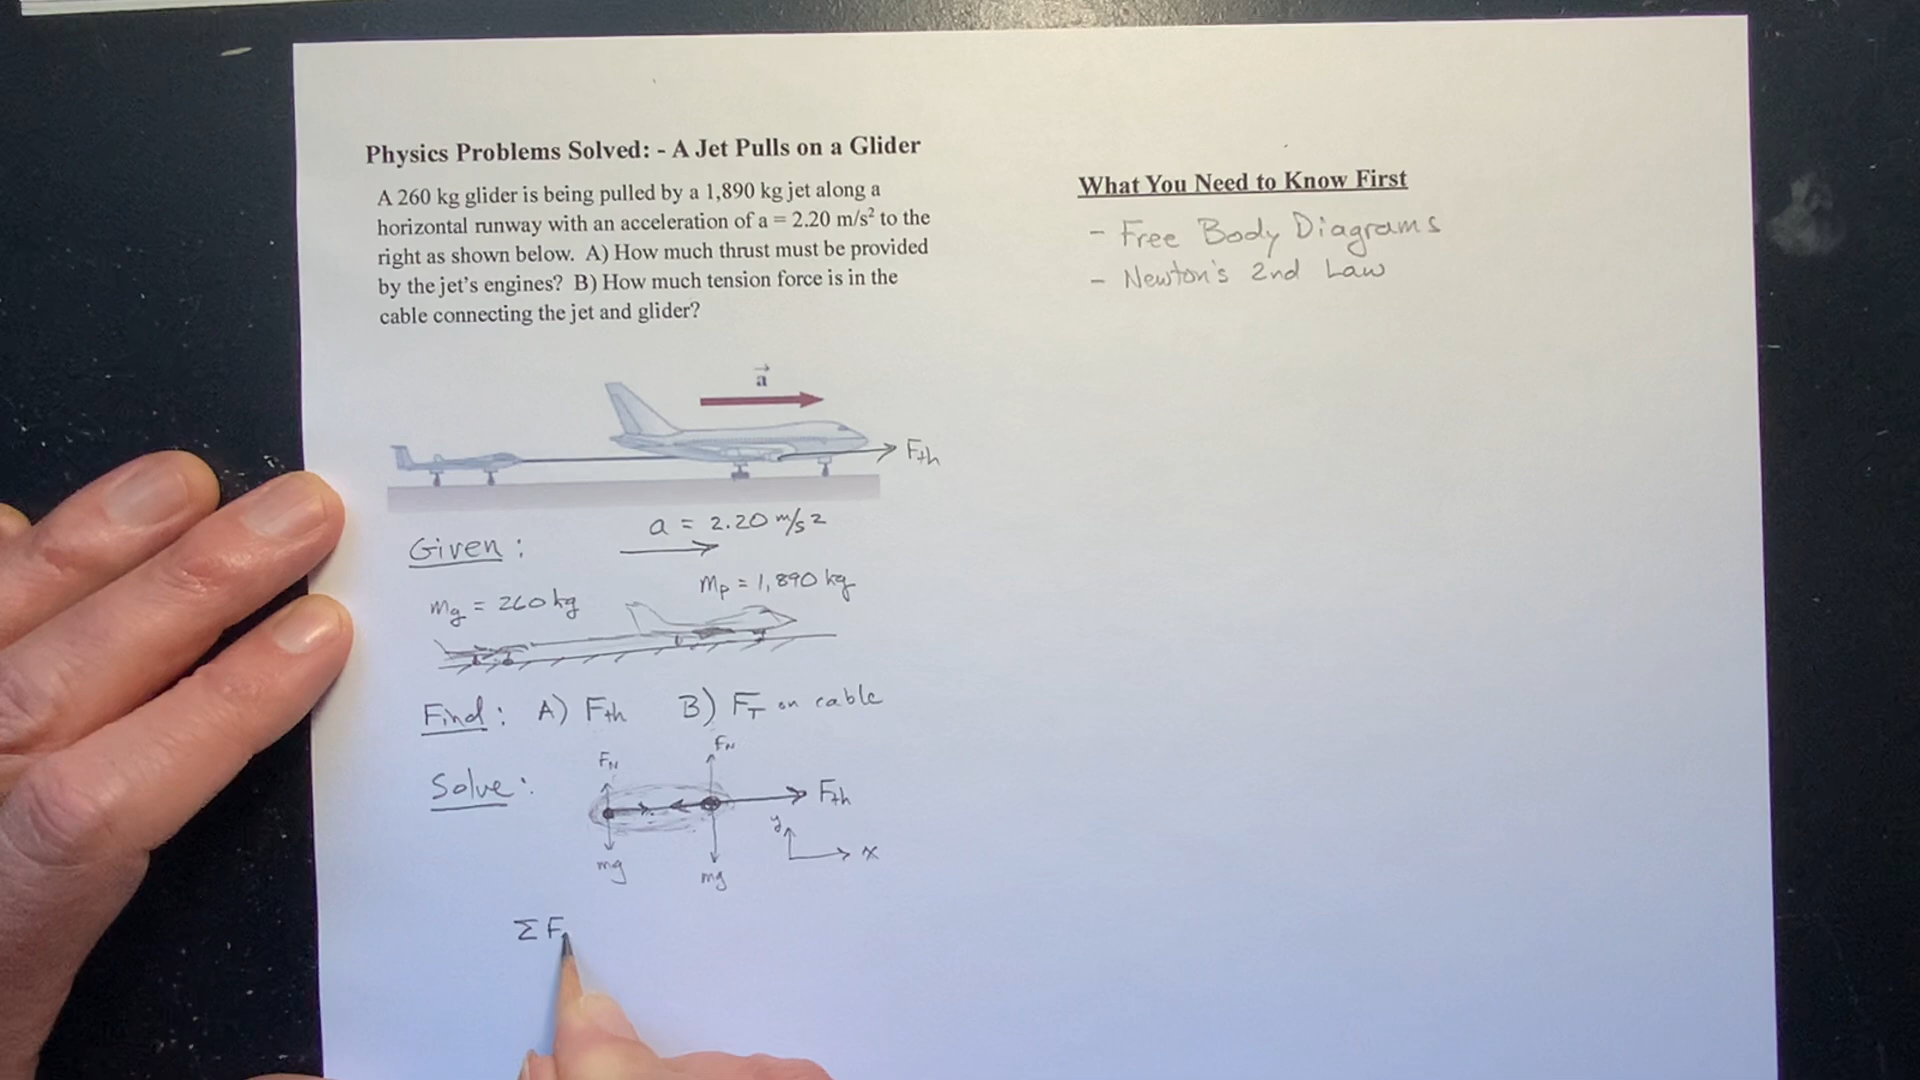 Physics Problems Solved: - A Jet Pulls on a Glider
A 260 kg glider is being pulled by a 1,890 kg jet along a
horizontal runway with an acceleration of a = 2.20 m/s² to the
right as shown below. A) How much thrust must be provided
by the jet's engines? B) How much tension force is in the
cable connecting the jet and glider?
What You Need to Know First
- Free Body Diagrams
- Newton's 2nd Law
a
Fth
a = 2.20 m/s2
Given:
mp = 1,890 kg
mg = 260 kg
Find: A) Fth B) FT on cable
Solve:
FN
FN
Fth
y
x
mg
mg
Σ F